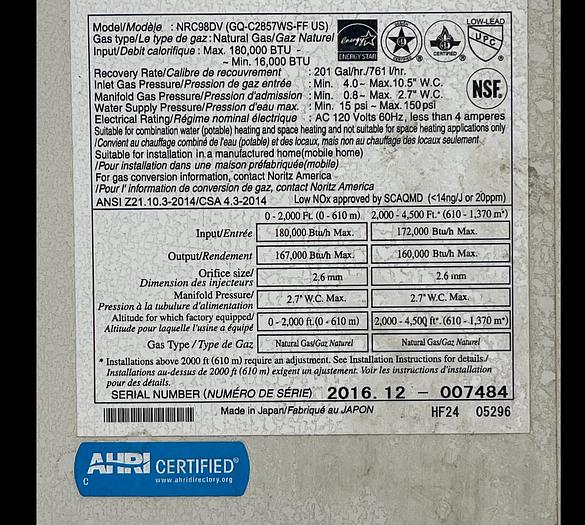 Model/Modèle : NRC98DV (GQ-C2857WS-FF US)
Gas type/Le type de gaz : Natural Gas/Gaz Naturel
Input/Debit calorifique : Max. 180,000 BTU -
~ Min. 16,000 BTU
ENERGY STAR
CERTIFIED
LOW-LEAD
UPC
NSF.
Recovery Rate/Calibre de recouvrement : 201 Gal/hr./761 l/hr.
Inlet Gas Pressure/Pression de gaz entrée : Min. 4.0~ Max.10.5" W.C.
Manifold Gas Pressure/Pression d'admission : Min. 0.8~ Max. 2.7" W.C.
Water Supply Pressure/Pression d'eau max. : Min. 15 psi ~ Max. 150psi
Electrical Rating/Régime nominal électrique : AC 120 Volts 60Hz, less than 4 amperes
Suitable for combination water (potable) heating and space heating and not suitable for space heating applications only
/Convient au chauffage combiné de l'eau (potable) et des locaux, mais non au chauffage des locaux seulement
Suitable for installation in a manufactured home(mobile home)
/Pour installation dans une maison préfabriquée(mobile)
For gas conversion information, contact Noritz America
/Pour l' information de conversion de gaz, contact Noritz America
ANSI Z21.10.3-2014/CSA 4.3-2014 Low NOx approved by SCAQMD (<14ng/J or 20ppm)
0 - 2,000 Ft. (0 - 610 m) 2,000 - 4,500 Ft.* (610 - 1,370 m*)
Input/Entrée 180,000 Btu/h Max. 172,000 Btu/h Max.
Output/Rendement 167,000 Btu/h Max. 160,000 Btu/h Max.
Orifice size/
Dimension des injecteurs 2.6 mm 2.6 mm
Manifold Pressure/
Pression à la tubulure d'alimentation 2.7" W.C. Max. 2.7" W.C. Max.
Altitude for which factory equipped/
Altitude pour laquelle l'usine a équipé 0 - 2,000 ft. (0 - 610 m) 2,000 - 4,500 ft*. (610 - 1,370 m*)
Gas Type / Type de Gaz Natural Gas/Gaz Naturel Natural Gas/Gaz Naturel
* Installations above 2000 ft (610 m) require an adjustment. See Installation Instructions for details./
Installations au-dessus de 2000 ft (610 m) exigent un ajustement. Voir les instructions d'installation
pour des détails.
SERIAL NUMBER (NUMÉRO DE SÉRIE) 2016. 12 - 007484
Made in Japan/Fabriqué au JAPON HF24 05296
AHRI CERTIFIED®
C www.ahridirectory.org